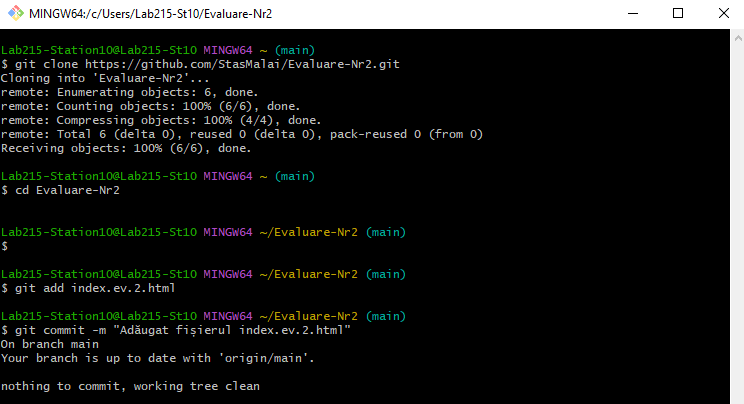 MINGW64:/c/Users/Lab215-St10/Evaluare-Nr2
Lab215-Station10@Lab215-St10 MINGW64 ~ (main)
$ git clone https://github.com/StasMalai/Evaluare-Nr2.git
Cloning into 'Evaluare-Nr2'...
remote: Enumerating objects: 6, done.
remote: Counting objects: 100% (6/6), done.
remote: Compressing objects: 100% (4/4), done.
remote: Total 6 (delta 0), reused 0 (delta 0), pack-reused 0 (from 0)
Receiving objects: 100% (6/6), done.
Lab215-Station10@Lab215-St10 MINGW64 ~ (main)
$ cd Evaluare-Nr2
Lab215-Station10@Lab215-St10 MINGW64 ~/Evaluare-Nr2 (main)
$
Lab215-Station10@Lab215-St10 MINGW64 ~/Evaluare-Nr2 (main)
$ git add index.ev.2.html
Lab215-Station10@Lab215-St10 MINGW64 ~/Evaluare-Nr2 (main)
$ git commit -m "Adăugat fișierul index.ev.2.html"
On branch main
Your branch is up to date with 'origin/main'.
nothing to commit, working tree clean